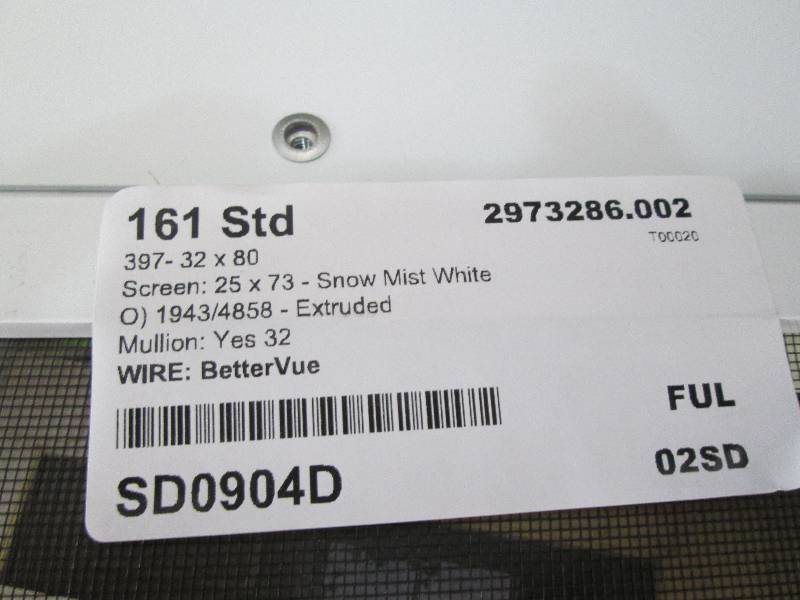 161 Std
2973286.002
T00020
397- 32 x 80
Screen: 25 x 73 - Snow Mist White
O) 1943/4858 - Extruded
Mullion: Yes 32
WIRE: BetterVue
FUL
SD0904D
02SD